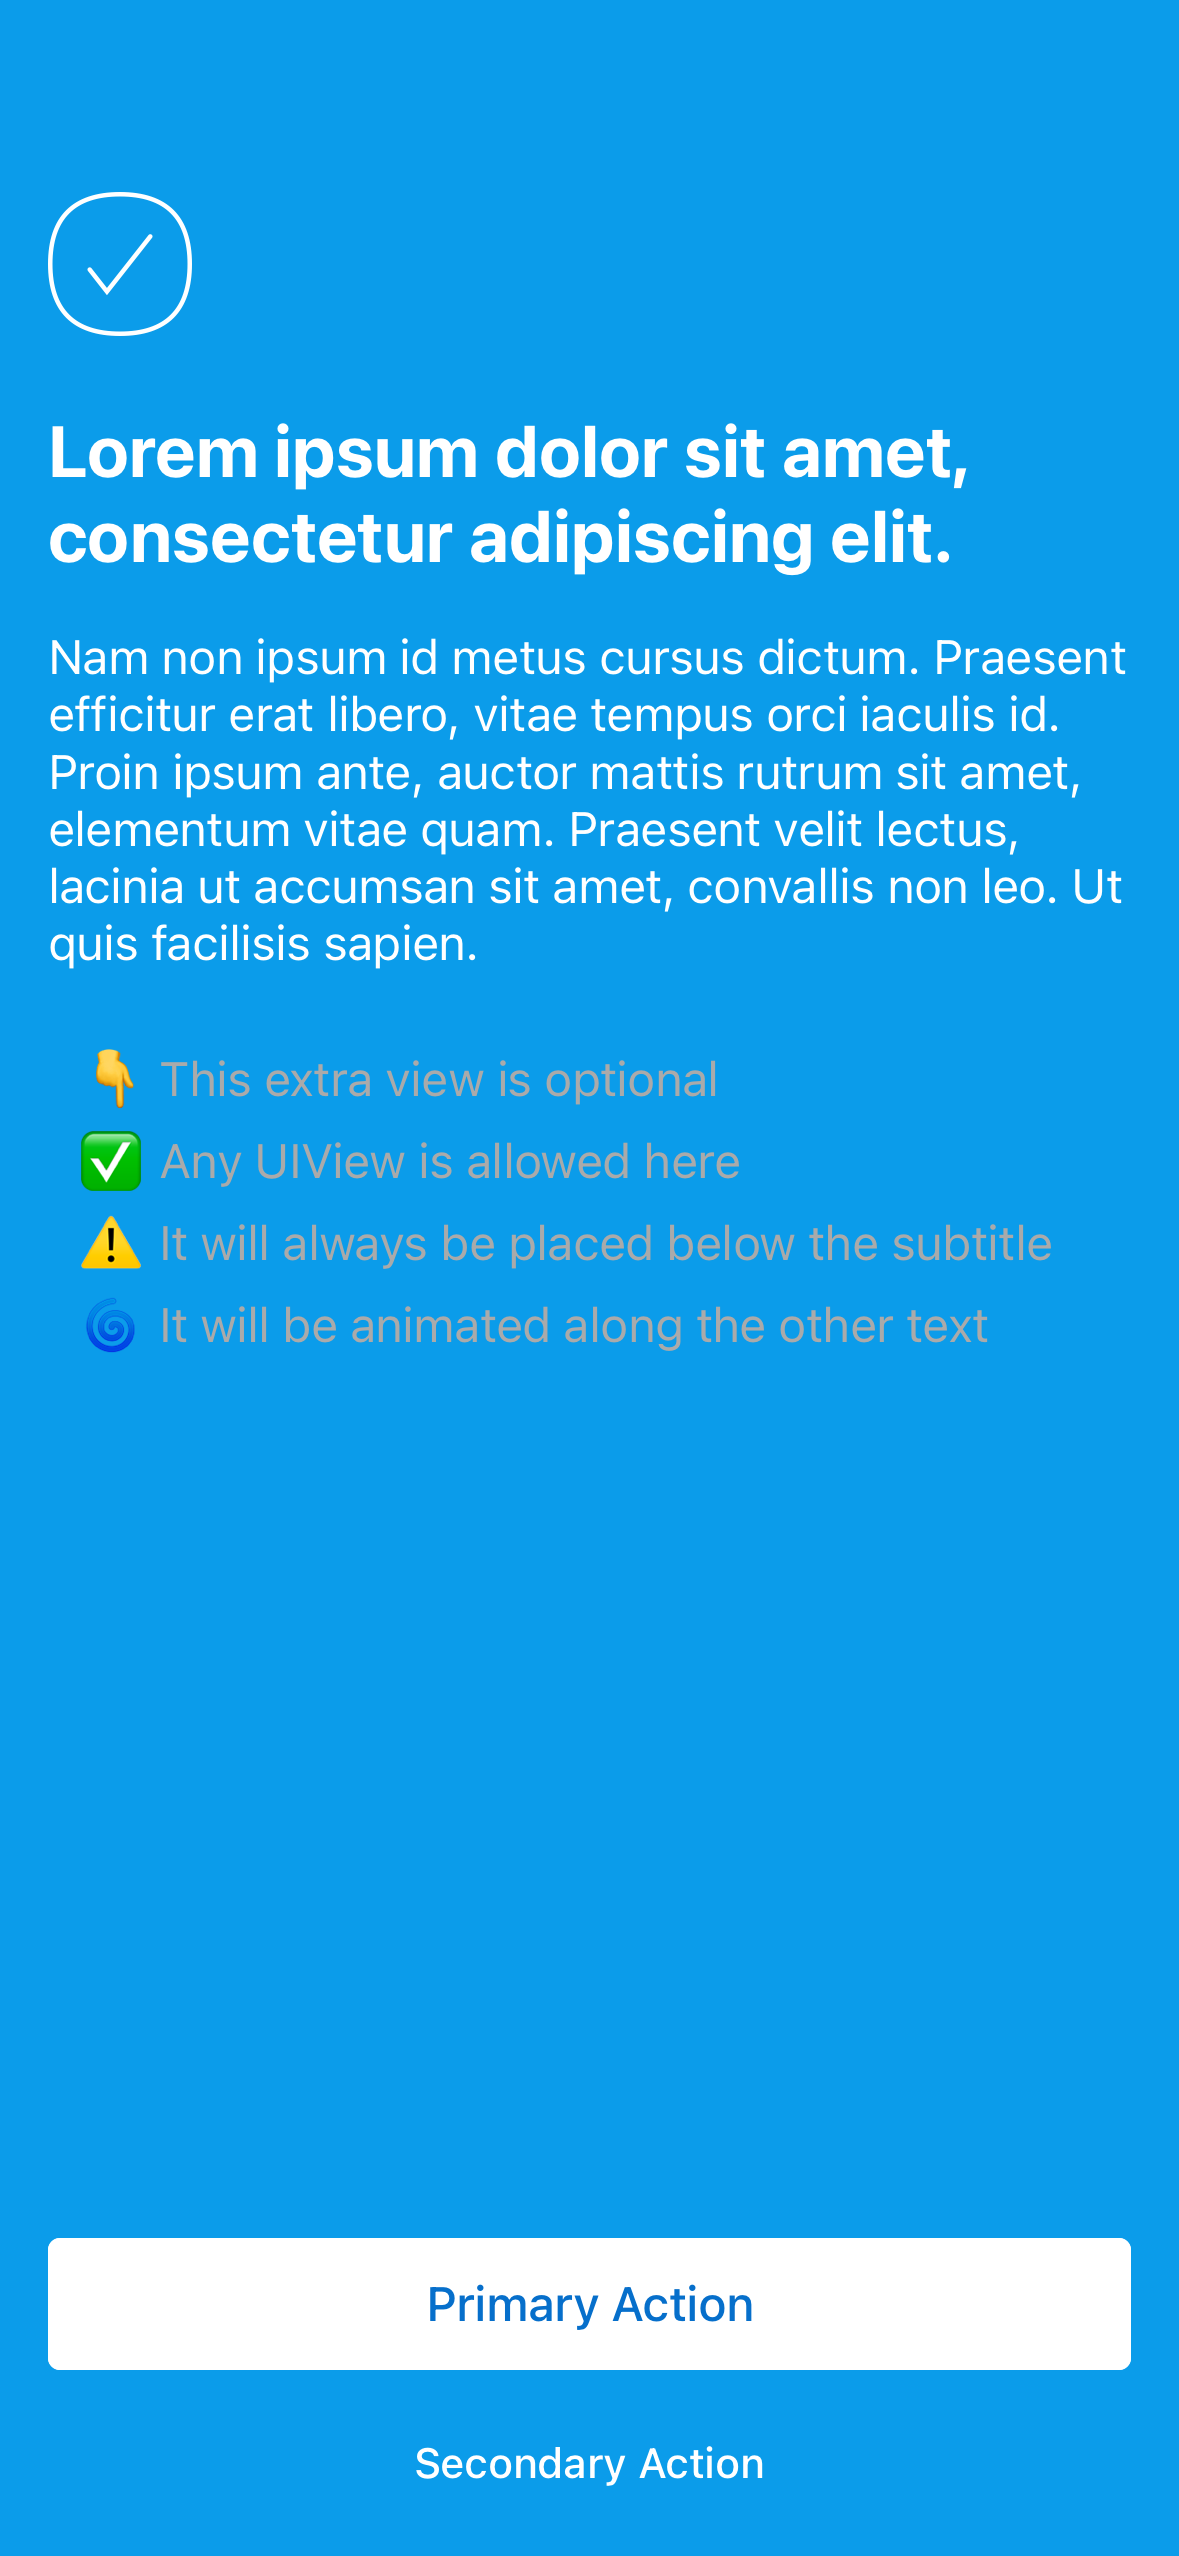 Lorem ipsum dolor sit amet,
consectetur adipiscing elit.
Nam non ipsum id metus cursus dictum. Praesent
efficitur erat libero, vitae tempus orci iaculis id.
Proin ipsum ante, auctor mattis rutrum sit amet,
elementum vitae quam. Praesent velit lectus,
lacinia ut accumsan sit amet, convallis non leo. Ut
quis facilisis sapien.
👇 This extra view is optional
✅ Any UIView is allowed here
⚠️ It will always be placed below the subtitle
🌀 It will be animated along the other text
Primary Action
Secondary Action